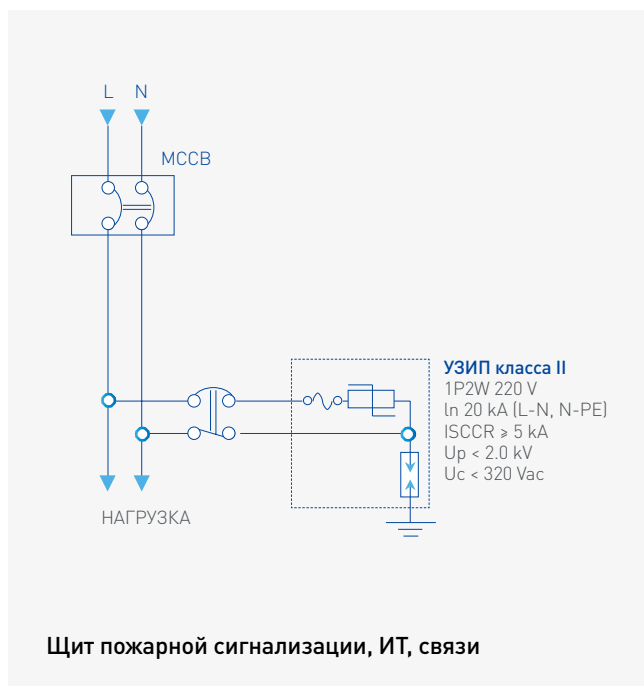 L N
MCCB
УЗИП класса II
1P2W 220 V
ln 20 kA (L-N, N-PE)
ISCCR ≥ 5 kA
Up < 2.0 kV
Uc < 320 Vac
НАГРУЗКА
Щит пожарной сигнализации, ИТ, связи